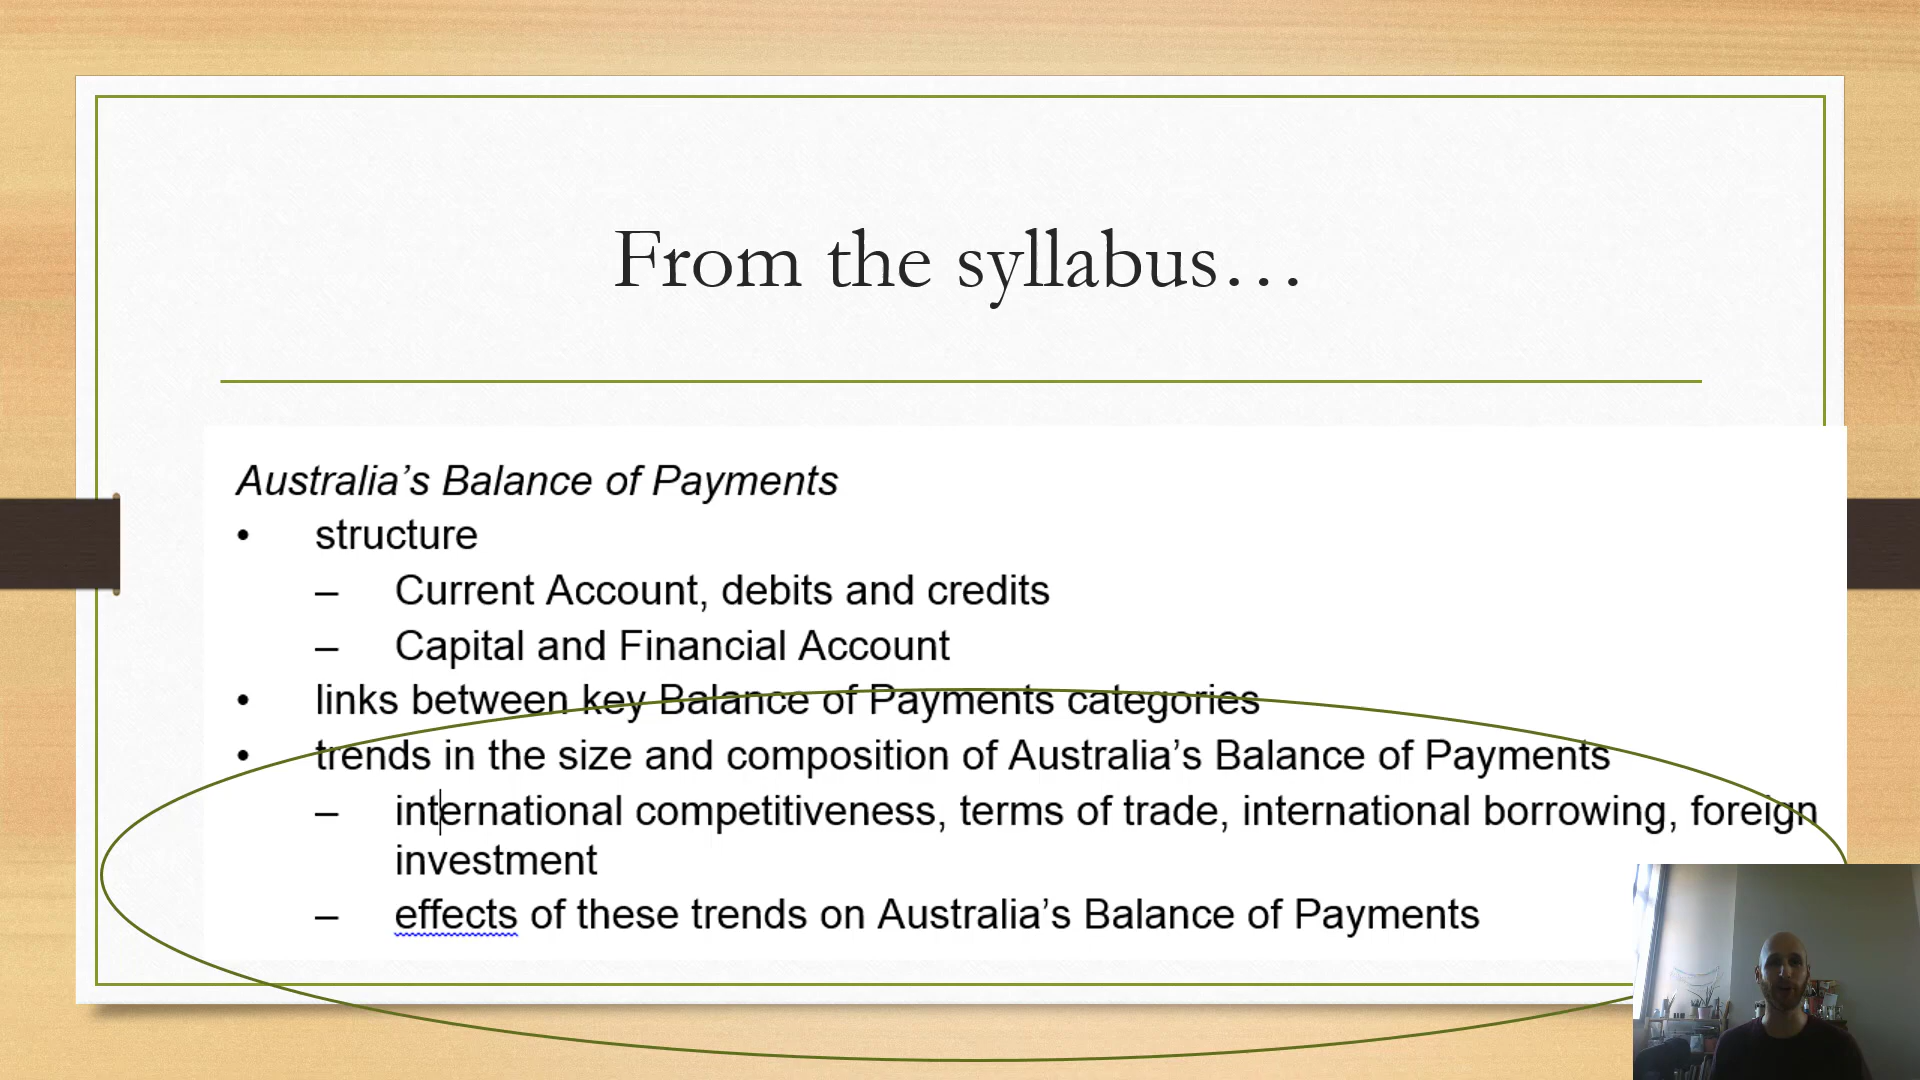 From the syllabus…
Australia’s Balance of Payments
• structure
– Current Account, debits and credits
– Capital and Financial Account
• links between key Balance of Payments categories
• trends in the size and composition of Australia’s Balance of Payments
– international competitiveness, terms of trade, international borrowing, foreign
investment
– effects of these trends on Australia’s Balance of Payments